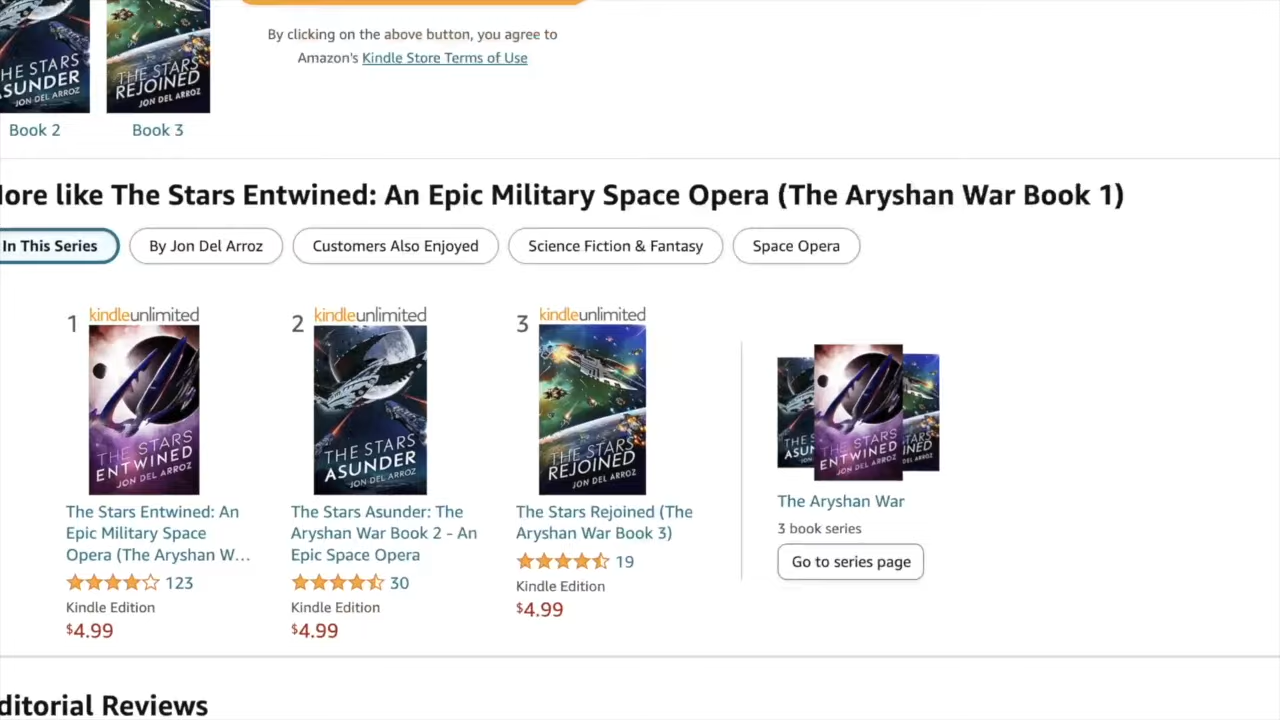 By clicking on the above button, you agree to
Amazon's Kindle Store Terms of Use
HE STARS
ASUNDER
JON DEL ARROZ
THE STARS
REJOINED
JON DEL ARROZ
Book 2
Book 3
ore like The Stars Entwined: An Epic Military Space Opera (The Aryshan War Book 1)
In This Series
By Jon Del Arroz
Customers Also Enjoyed
Science Fiction & Fantasy
Space Opera
1
kindleunlimited
THE STARS
ENTWINED
JON DEL ARROZ
The Stars Entwined: An
Epic Military Space
Opera (The Aryshan W…
123
Kindle Edition
$4.99
2
kindleunlimited
THE STARS
ASUNDER
JON DEL ARROZ
The Stars Asunder: The
Aryshan War Book 2 - An
Epic Space Opera
30
Kindle Edition
$4.99
3
kindleunlimited
THE STARS
REJOINED
JON DEL ARROZ
The Stars Rejoined (The
Aryshan War Book 3)
19
Kindle Edition
$4.99
THE STARS
ENTWINED
JON DEL ARROZ
The Aryshan War
3 book series
Go to series page
ditorial Reviews